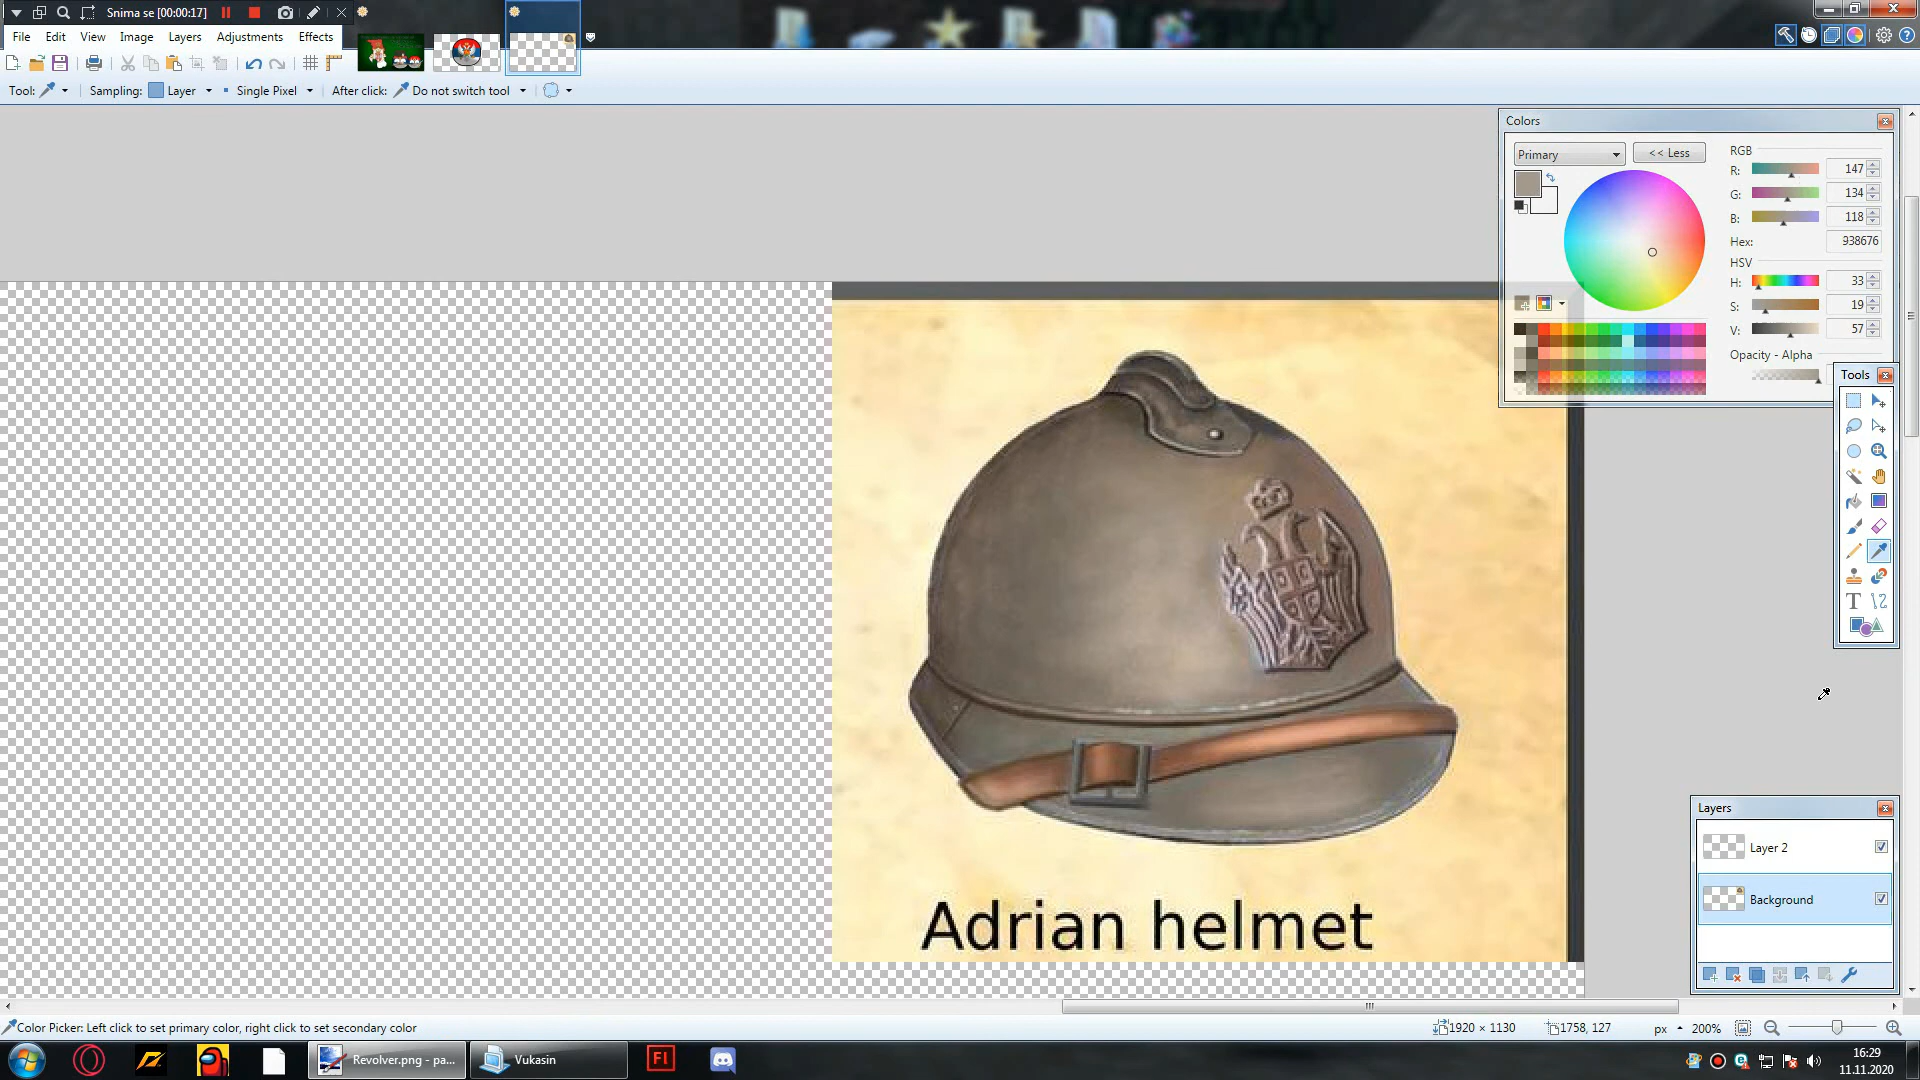 Snima se [00:00:17]
File Edit View Image Layers Adjustments Effects
Tool: Sampling: Layer Single Pixel After click: Do not switch tool
Colors
Primary << Less RGB
R: 147
G: 134
B: 118
Hex: 938676
HSV
H: 33
S: 19
V: 57
Opacity - Alpha
Tools
Adrian helmet
Layers
Layer 2
Background
Color Picker: Left click to set primary color, right click to set secondary color 1920 × 1130 1758, 127 px 200%
Revolver.png - pa... Vukasin Fl 16:29
11.11.2020